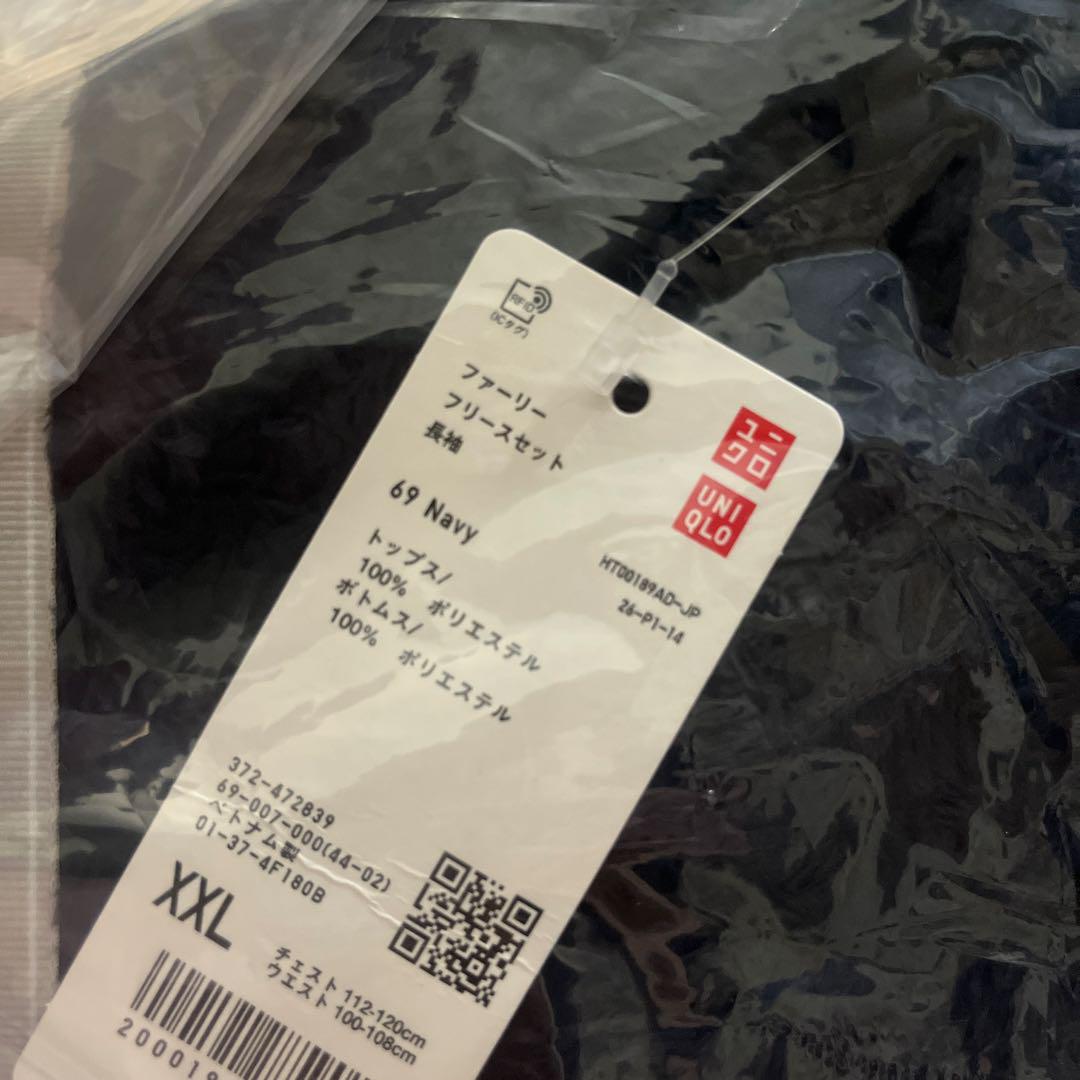 RFID
(ICタグ)
ファーリー
フリースセット
長袖
ユニ
クロ
UNI
QLO
69 Navy
HT00189AD-JP
26-P1-14
トップス/
100% ポリエステル
ボトムス/
100% ポリエステル
372-472839
69-007-000(44-02)
ベトナム製
01-37-4F180B
XXL
チェスト 112-120cm
ウエスト 100-108cm